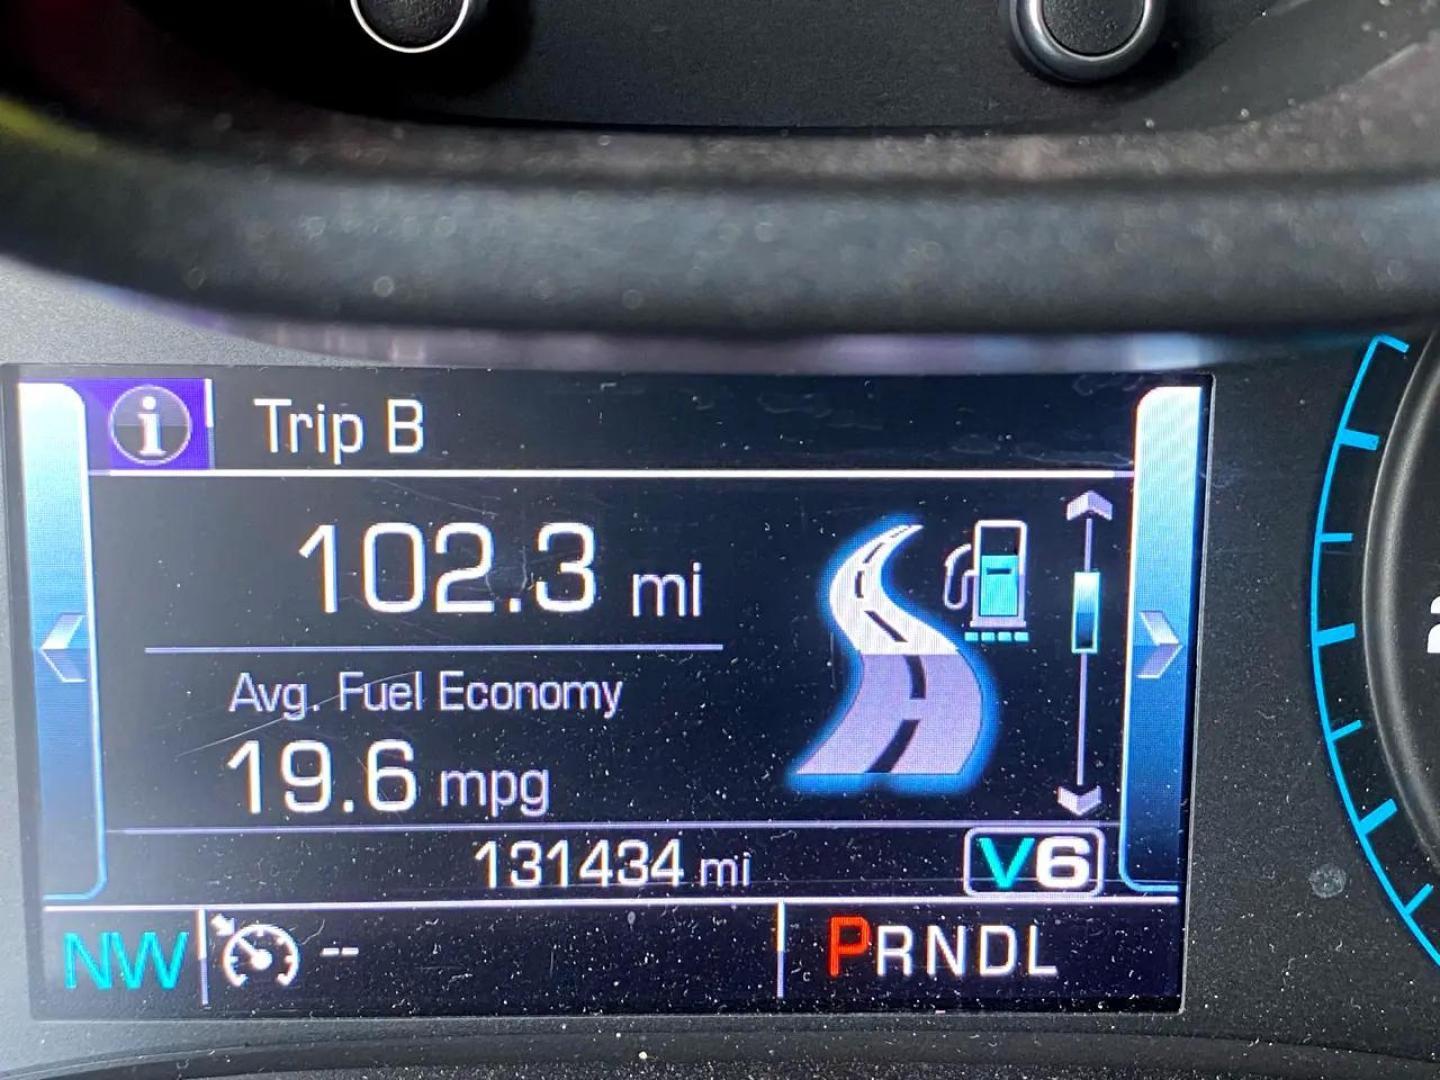 i Trip B
102.3 mi
Avg. Fuel Economy
19.6 mpg
131434 mi V6
NW -- PRNDL